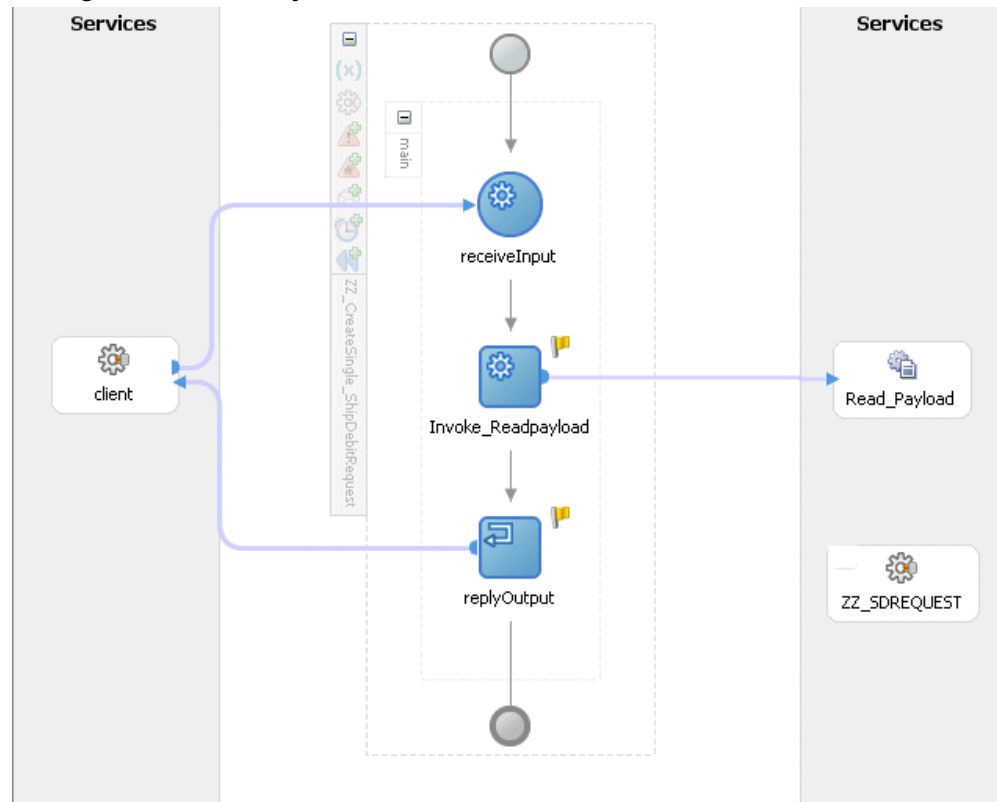 Services
Services
(x)
main
receiveInput
ZZ_CreateSingle_ShipDebitRequest
client
Invoke_Readpayload
Read_Payload
replyOutput
ZZ_SDREQUEST